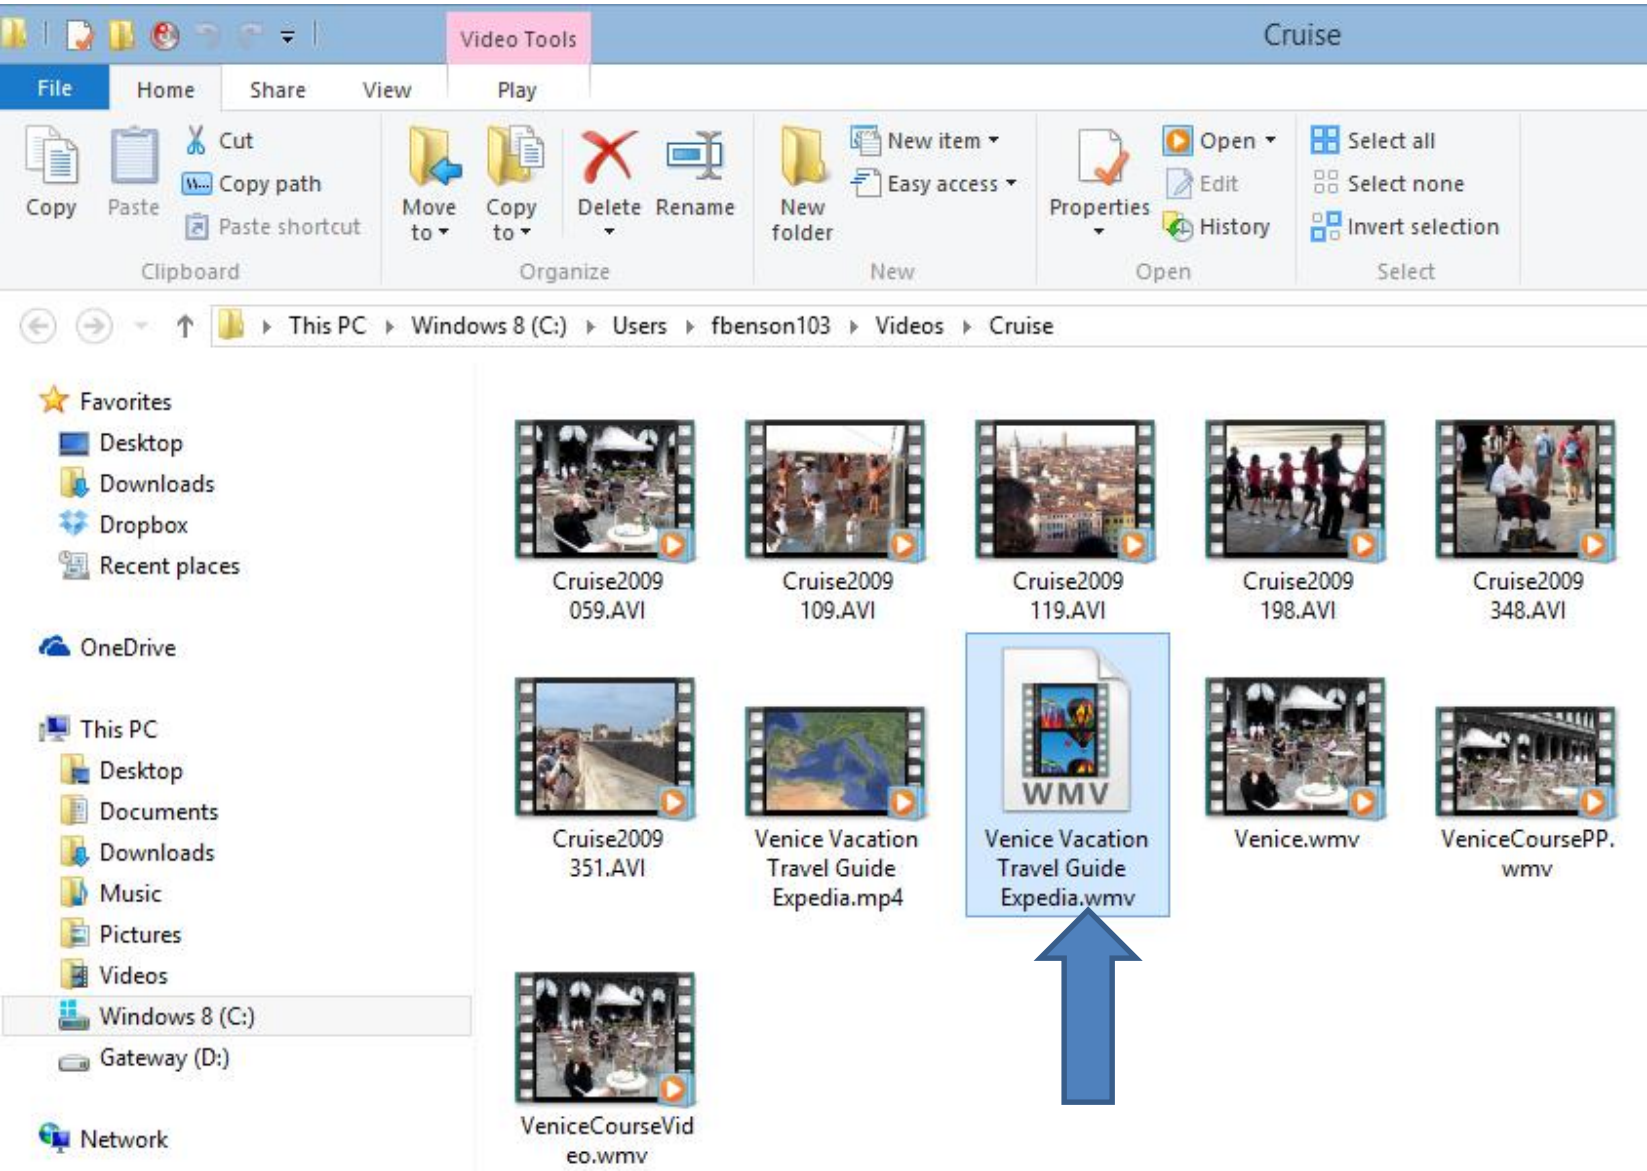 Video Tools
Cruise
File Home Share View Play
Copy
Paste
Cut
Copy path
Paste shortcut
Clipboard
Move to
Copy to
Delete
Rename
Organize
New folder
New item
Easy access
New
Properties
Open
Edit
History
Open
Select all
Select none
Invert selection
Select
This PC Windows 8 (C:) Users fbenson103 Videos Cruise
Favorites
Desktop
Downloads
Dropbox
Recent places
OneDrive
This PC
Desktop
Documents
Downloads
Music
Pictures
Videos
Windows 8 (C:)
Gateway (D:)
Network
Cruise2009
059.AVI
Cruise2009
109.AVI
Cruise2009
119.AVI
Cruise2009
198.AVI
Cruise2009
348.AVI
Cruise2009
351.AVI
Venice Vacation
Travel Guide
Expedia.mp4
WMV
Venice Vacation
Travel Guide
Expedia.wmv
Venice.wmv
VeniceCoursePP.
wmv
VeniceCourseVid
eo.wmv